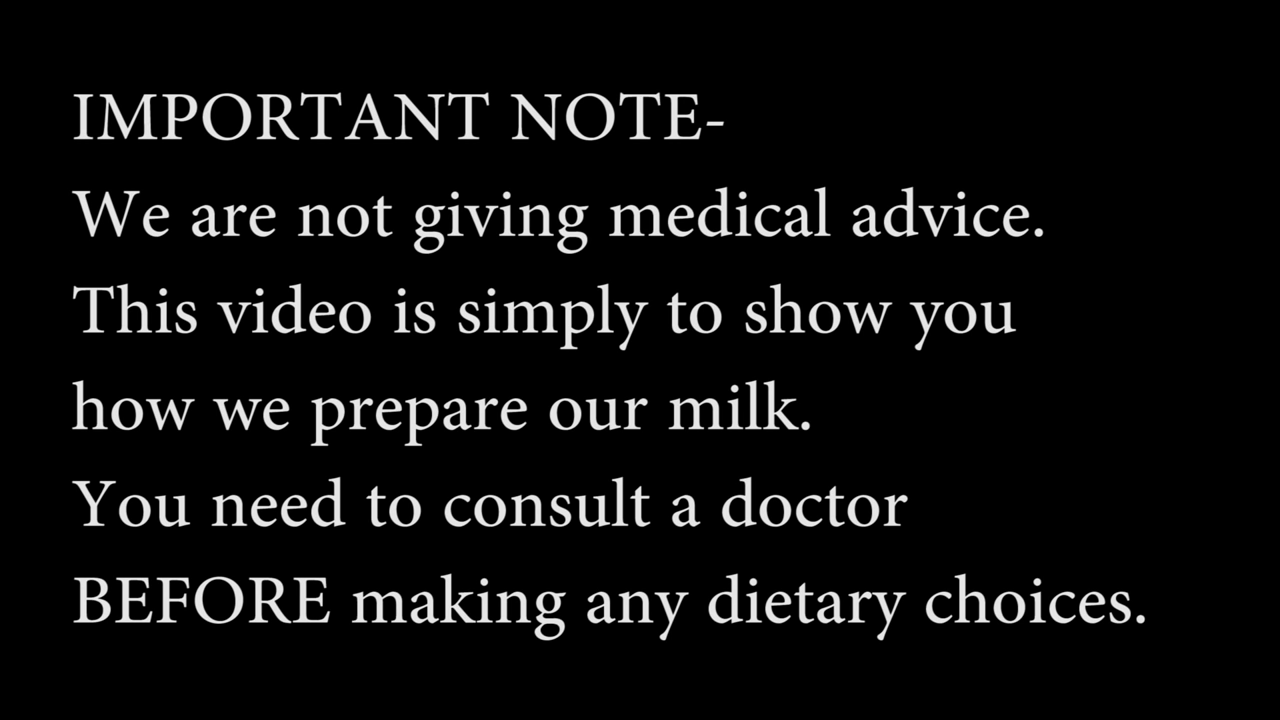 IMPORTANT NOTE-
We are not giving medical advice.
This video is simply to show you
how we prepare our milk.
You need to consult a doctor
BEFORE making any dietary choices.